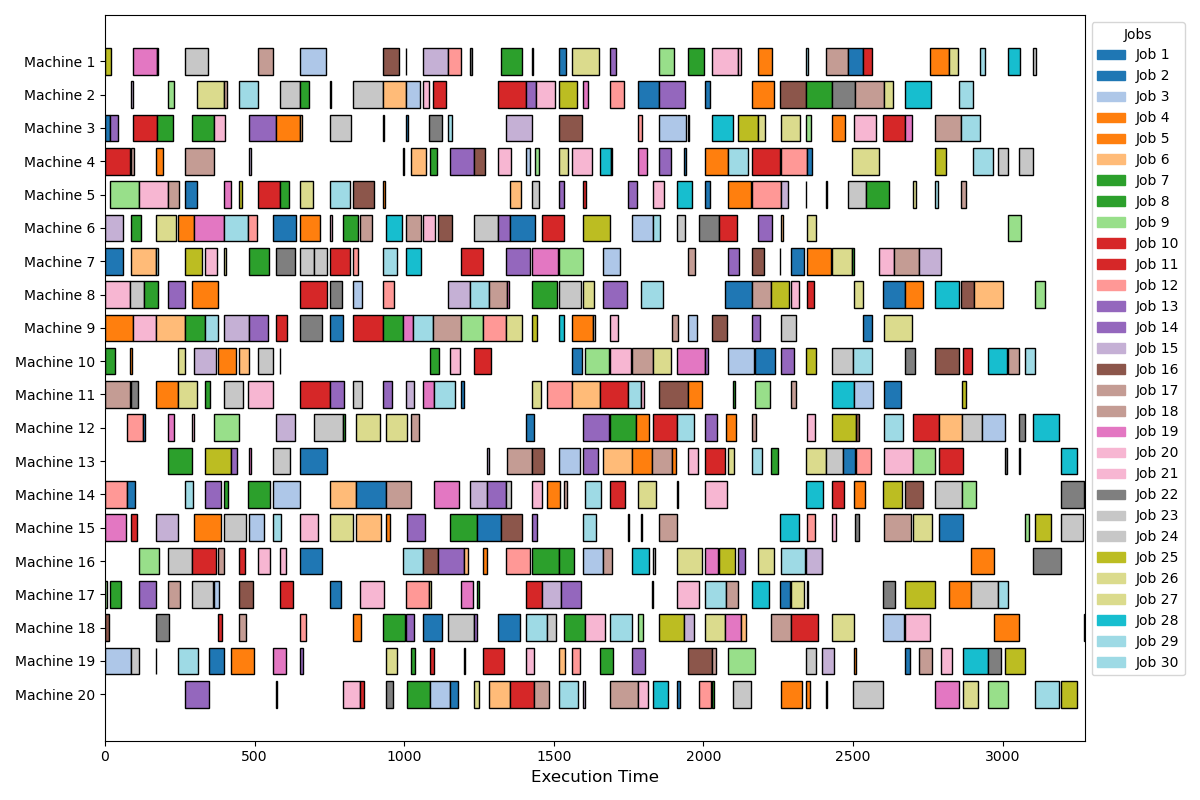 Machine 1
Machine 2
Machine 3
Machine 4
Machine 5
Machine 6
Machine 7
Machine 8
Machine 9
Machine 10
Machine 11
Machine 12
Machine 13
Machine 14
Machine 15
Machine 16
Machine 17
Machine 18
Machine 19
Machine 20
0 500 1000 1500 2000 2500 3000
Execution Time
Jobs
Job 1
Job 2
Job 3
Job 4
Job 5
Job 6
Job 7
Job 8
Job 9
Job 10
Job 11
Job 12
Job 13
Job 14
Job 15
Job 16
Job 17
Job 18
Job 19
Job 20
Job 21
Job 22
Job 23
Job 24
Job 25
Job 26
Job 27
Job 28
Job 29
Job 30